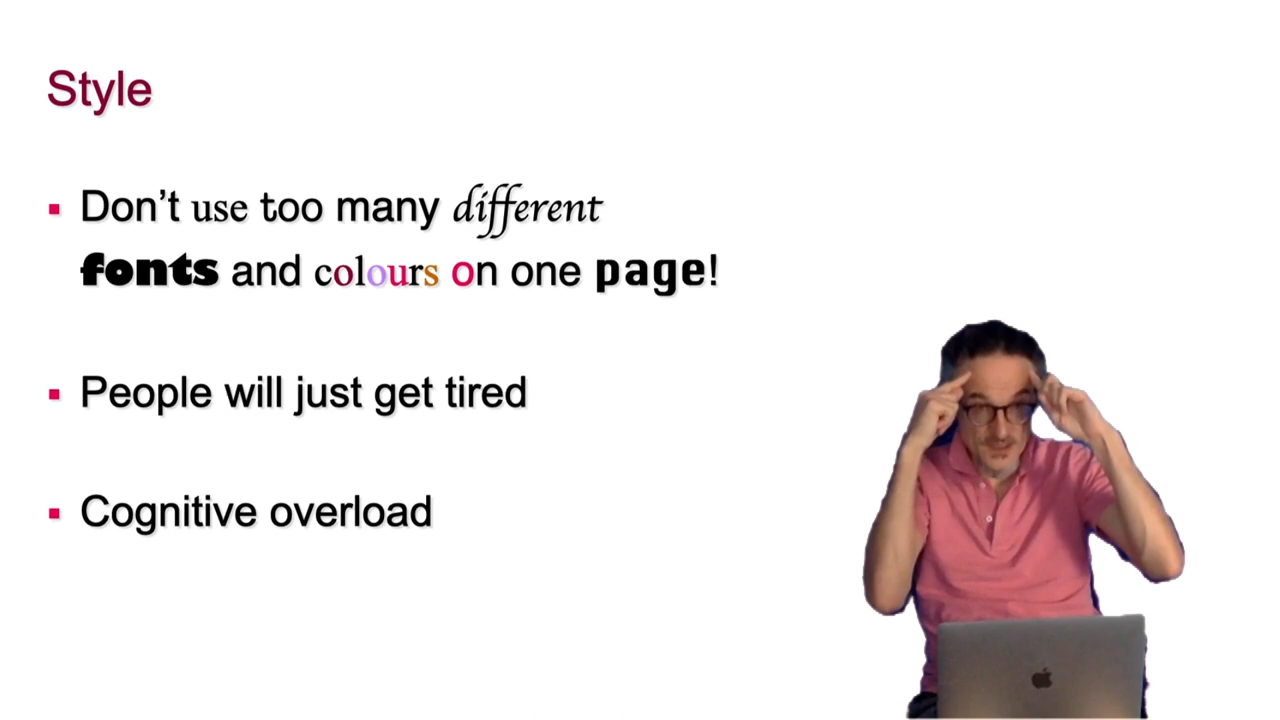 Style
▪ Don’t use too many different
fonts and colours on one page!
▪ People will just get tired
▪ Cognitive overload